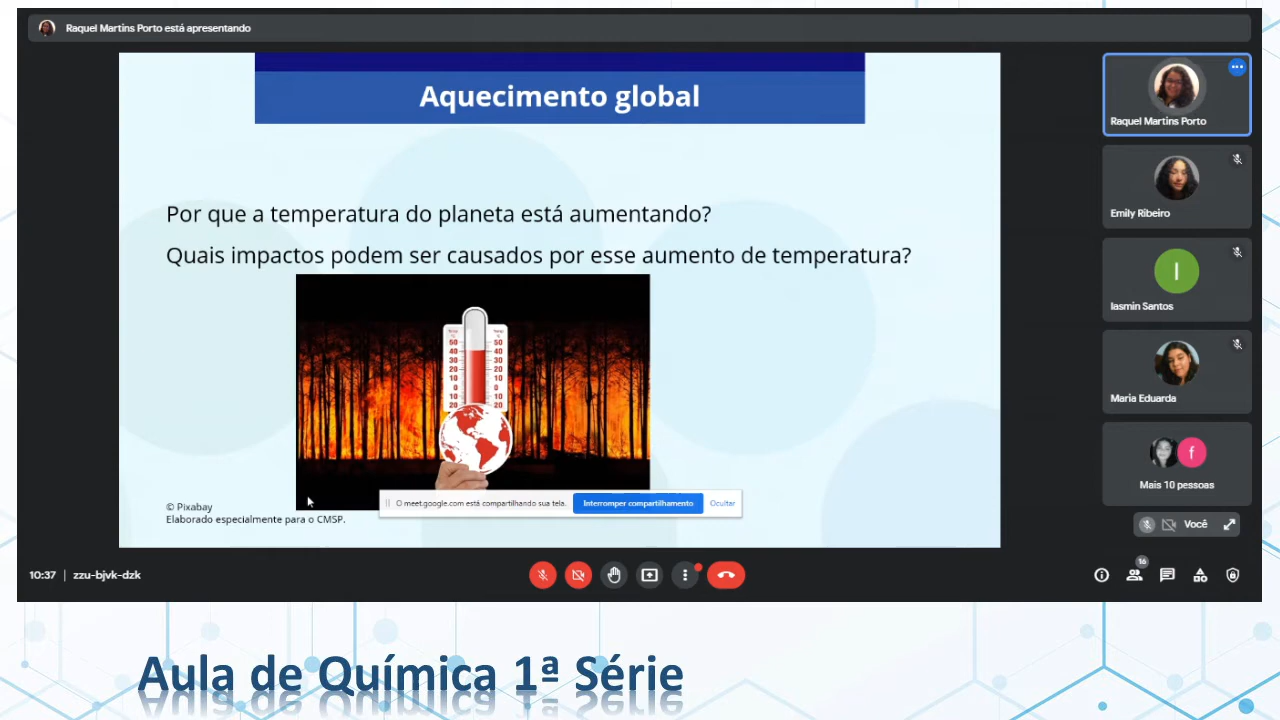 Raquel Martins Porto está apresentando
Aquecimento global
Por que a temperatura do planeta está aumentando?
Quais impactos podem ser causados por esse aumento de temperatura?
50 50
40 40
30 30
20 20
10 10
0 0
10 10
20 20
© Pixabay
Elaborado especialmente para o CMSP.
O meet.google.com está compartilhando sua tela.
Interromper compartilhamento
Ocultar
Raquel Martins Porto
Emily Ribeiro
I
Iasmin Santos
Maria Eduarda
f
Mais 10 pessoas
Você
10:37 | zzu-bjvk-dzk
16
Aula de Química 1ª Série